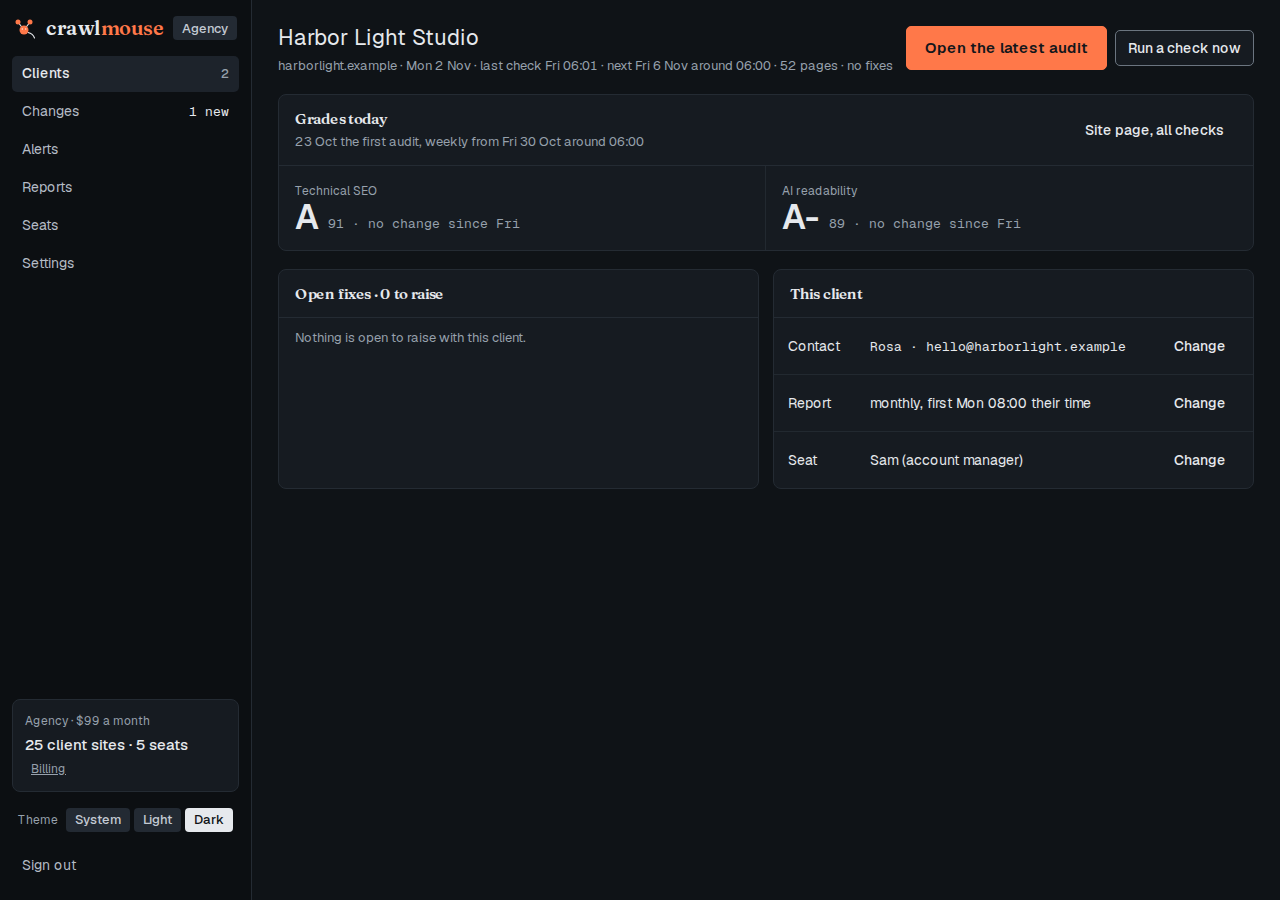 crawlmouse Agency
Clients 2
Changes 1 new
Alerts
Reports
Seats
Settings
Agency · $99 a month
25 client sites · 5 seats
Billing
Theme System Light Dark
Sign out
Harbor Light Studio
harborlight.example · Mon 2 Nov · last check Fri 06:01 · next Fri 6 Nov around 06:00 · 52 pages · no fixes
Open the latest audit
Run a check now
Grades today
23 Oct the first audit, weekly from Fri 30 Oct around 06:00
Site page, all checks
Technical SEO
A 91 · no change since Fri
AI readability
A- 89 · no change since Fri
Open fixes · 0 to raise
Nothing is open to raise with this client.
This client
Contact Rosa · hello@harborlight.example Change
Report monthly, first Mon 08:00 their time Change
Seat Sam (account manager) Change